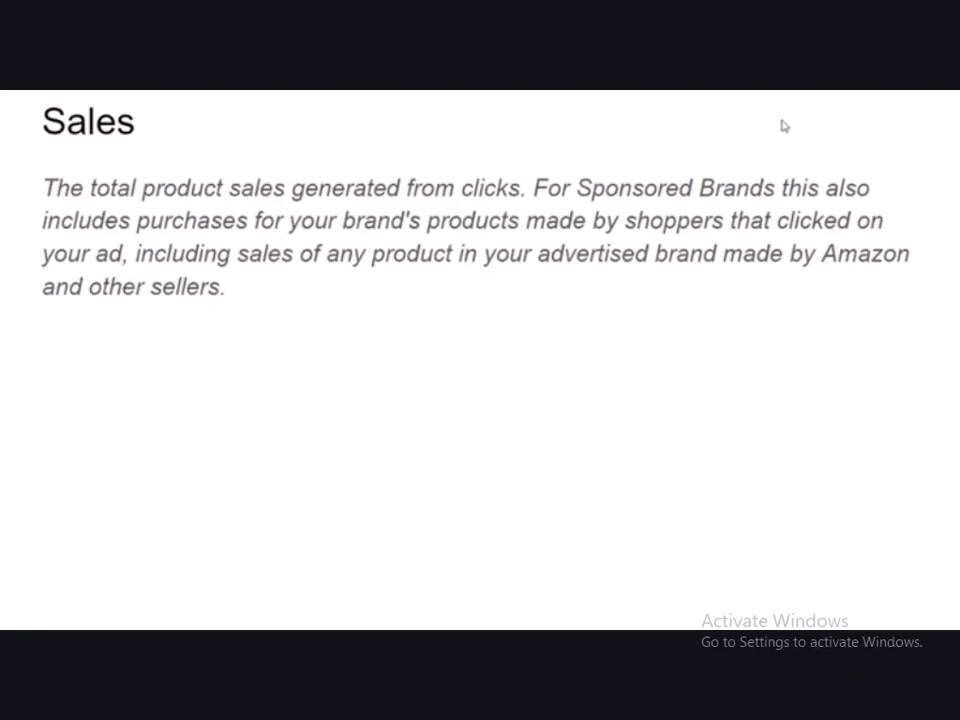 Sales
The total product sales generated from clicks. For Sponsored Brands this also
includes purchases for your brand's products made by shoppers that clicked on
your ad, including sales of any product in your advertised brand made by Amazon
and other sellers.
Activate Windows
Go to Settings to activate Windows.